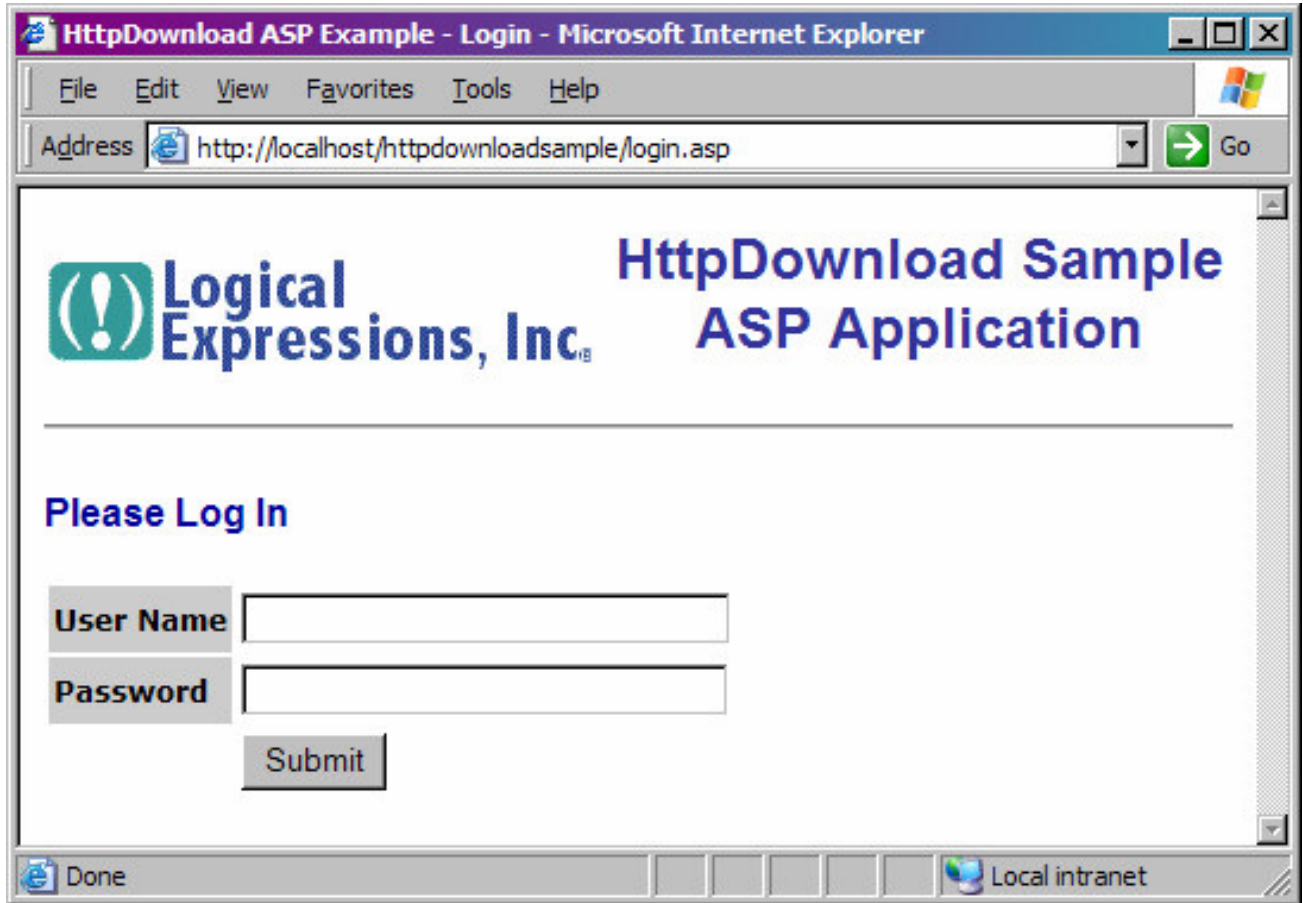 HttpDownload ASP Example - Login - Microsoft Internet Explorer
File Edit View Favorites Tools Help
Address http://localhost/httpdownloadsample/login.asp Go
(!) Logical
Expressions, Inc.
HttpDownload Sample
ASP Application
Please Log In
User Name
Password
Submit
Done Local intranet